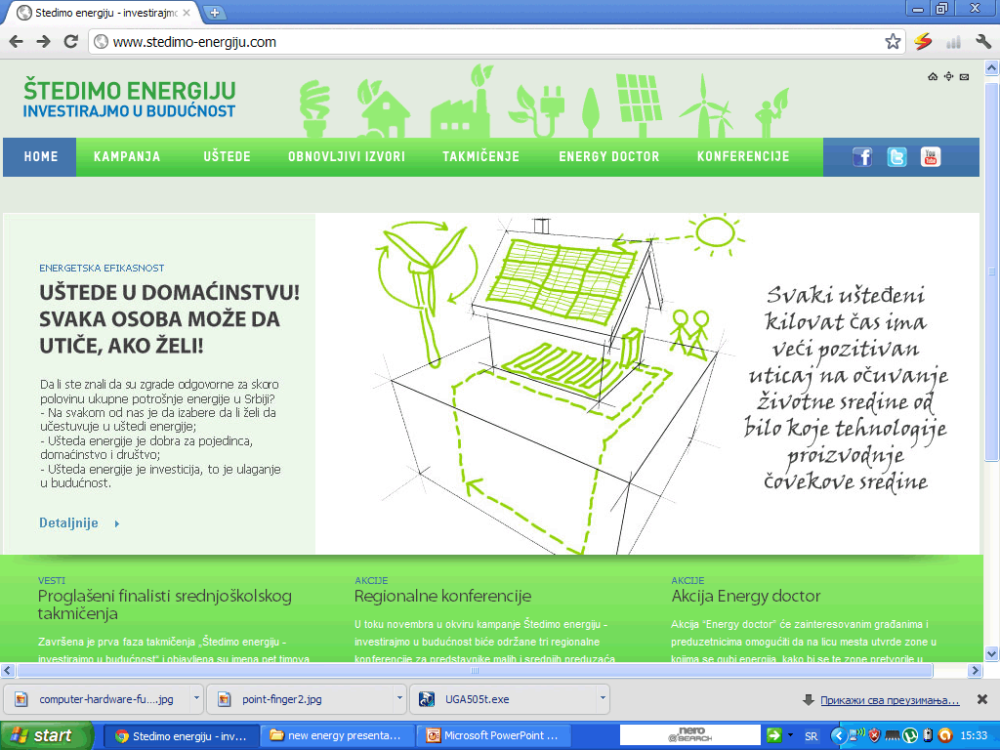 Štedimo energiju - investirajmo
www.stedimo-energiju.com
ŠTEDIMO ENERGIJU
INVESTIRAJMO U BUDUĆNOST
HOME KAMPANJA UŠTEDE OBNOVLJIVI IZVORI TAKMIČENJE ENERGY DOCTOR KONFERENCIJE
You Tube
ENERGETSKA EFIKASNOST
UŠTEDE U DOMAĆINSTVU!
SVAKA OSOBA MOŽE DA
UTIČE, AKO ŽELI!
Da li ste znali da su zgrade odgovorne za skoro
polovinu ukupne potrošnje energije u Srbiji?
- Na svakom od nas je da izabere da li želi da
učestvuje u uštedi energije;
- Ušteda energije je dobra za pojedinca,
domaćinstvo i društvo;
- Ušteda energije je investicija, to je ulaganje
u budućnost.
Detaljnije
Svaki ušteđeni
kilovat čas ima
veći pozitivan
uticaj na očuvanje
životne sredine od
bilo koje tehnologije
proizvodnje
čovekove sredine
VESTI
Proglašeni finalisti srednjoškolskog
takmičenja
Završena je prva faza takmičenja „Štedimo energiju -
investirajmo u budućnost" i objavljena su imena pet timova
AKCIJE
Regionalne konferencije
U toku novembra u okviru kampanje Štedimo energiju -
investirajmo u budućnost biće održane tri regionalne
konferencije za predstavnike malih i srednjih preduzaća
AKCIJE
Akcija Energy doctor
Akcija "Energy doctor" će zainteresovanim građanima i
preduzetnicima omogućiti da na licu mesta utvrde zone u
kojima se gubi energija, kako bi se te zone pretvorile u
computer-hardware-fu....jpg point-finger2.jpg UGA505t.exe Прикажи сва преузимања...
start Štedimo energiju - inv... new energy presenta... Microsoft PowerPoint ... nero SEARCH SR 15:33